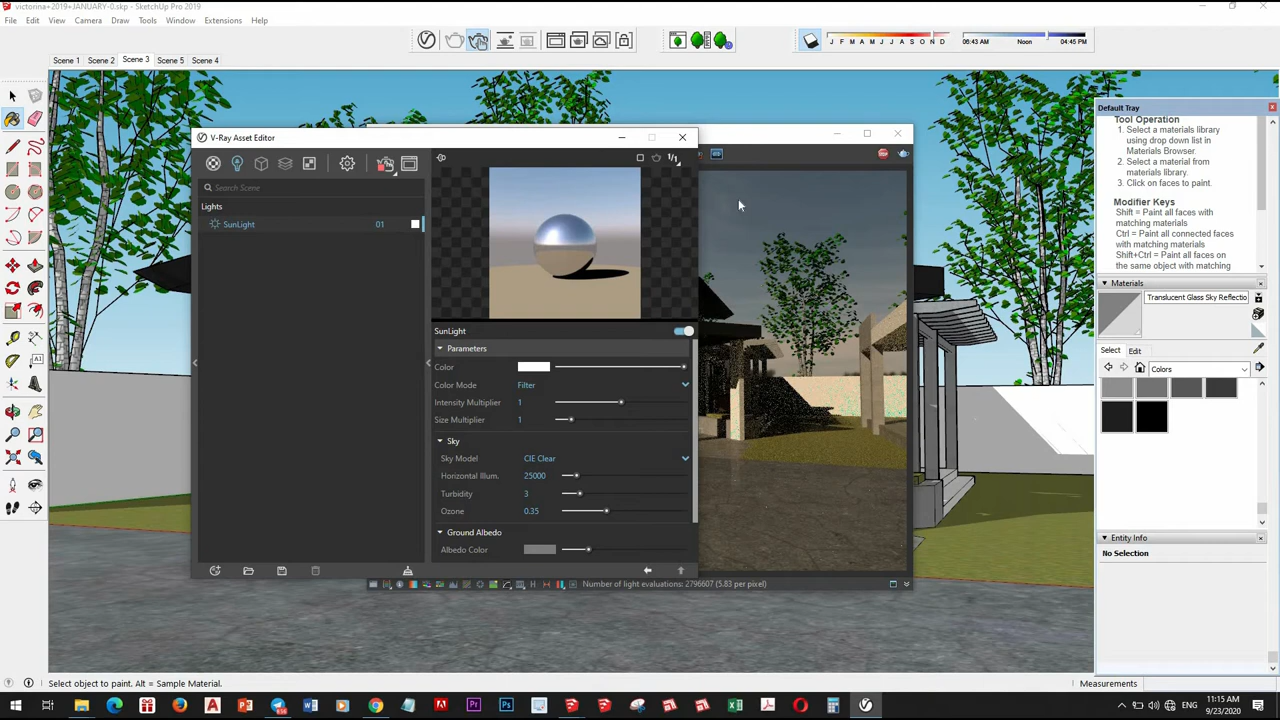 victorina+2019+JANUARY-0.skp - SketchUp Pro 2019
File Edit View Camera Draw Tools Window Extensions Help
J F M A M J J A S O N D
06:43 AM Noon 04:45 PM
Scene 1 Scene 2 Scene 3 Scene 5 Scene 4
Default Tray
Tool Operation
1. Select a materials library
using drop down list in
Materials Browser.
2. Select a material from
materials library.
3. Click on faces to paint.
Modifier Keys
Shift = Paint all faces with
matching materials
Ctrl = Paint all connected faces
with matching materials
Shift+Ctrl = Paint all faces on
the same object with matching
Materials
Translucent Glass Sky Reflectio
Select Edit
Colors
Entity Info
No Selection
V-Ray Asset Editor
1/1
Search Scene
Lights
SunLight 01
SunLight
Parameters
Color
Color Mode Filter
Intensity Multiplier 1
Size Multiplier 1
Sky
Sky Model CIE Clear
Horizontal Illum. 25000
Turbidity 3
Ozone 0.35
Ground Albedo
Albedo Color
Number of light evaluations: 2796607 (5.83 per pixel)
Select object to paint. Alt = Sample Material.
Measurements
11:15 AM
9/23/2020